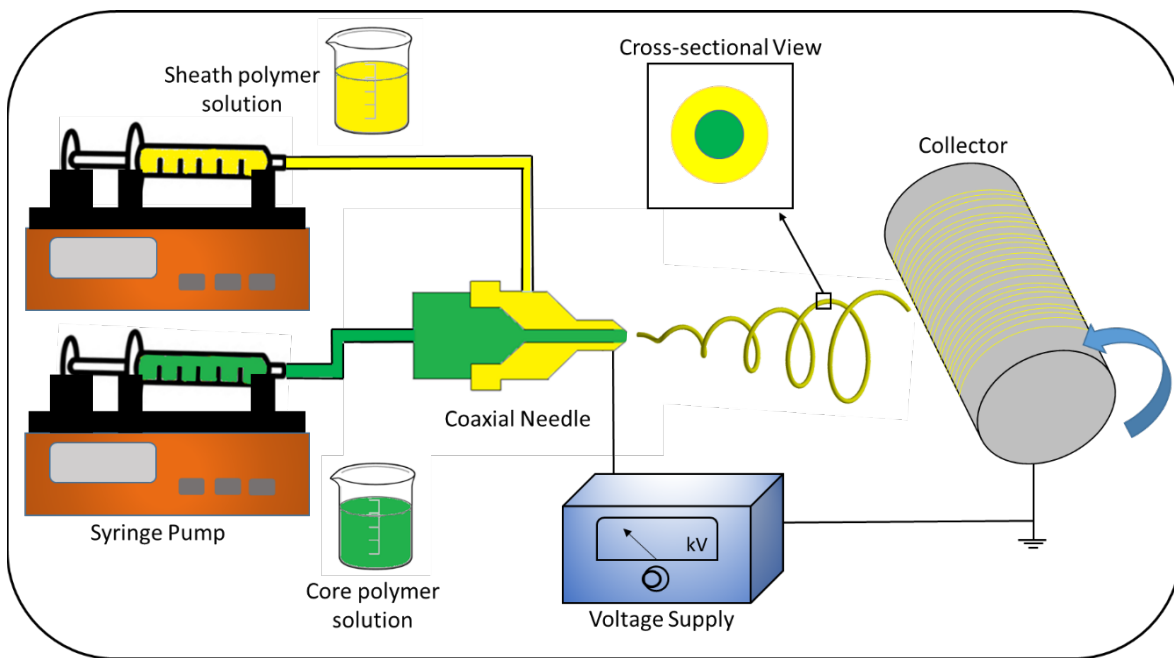 Sheath polymer
solution
Cross-sectional View
Collector
Coaxial Needle
Syringe Pump
Core polymer
solution
kV
Voltage Supply